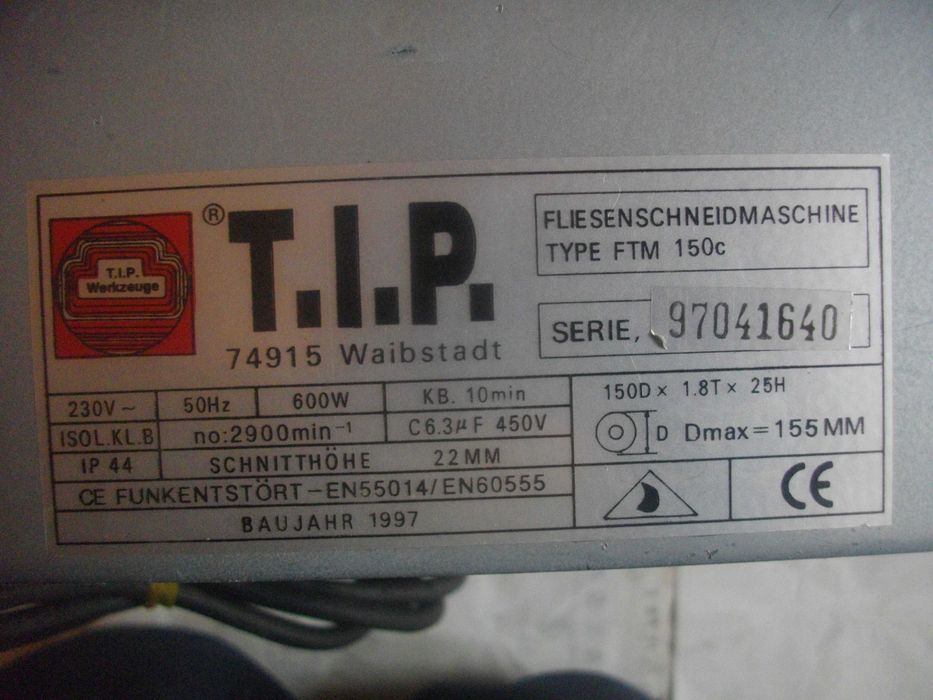 T.I.P.
Werkzeuge
® T.I.P.
74915 Waibstadt
FLIESENSCHNEIDMASCHINE
TYPE FTM 150c
SERIE, 97041640
230V~ 50Hz 600W KB. 10min
ISOL.KL.B no:2900min⁻¹ C6.3µF 450V
IP 44 SCHNITTHÖHE 22MM
CE FUNKENTSTÖRT-EN55014/EN60555
BAUJAHR 1997
150D× 1.8T× 25H
D Dmax=155MM
CE